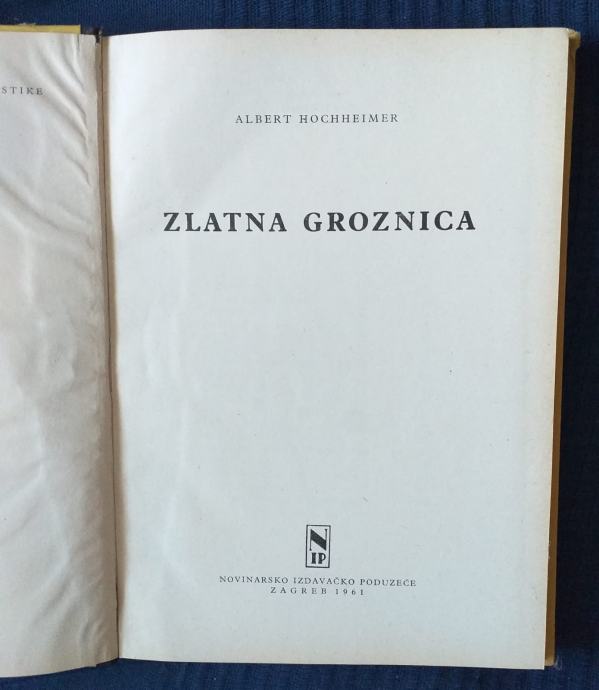 STIKE
ALBERT HOCHHEIMER
ZLATNA GROZNICA
N
IP
NOVINARSKO IZDAVAČKO PODUZEĆE
ZAGREB 1961